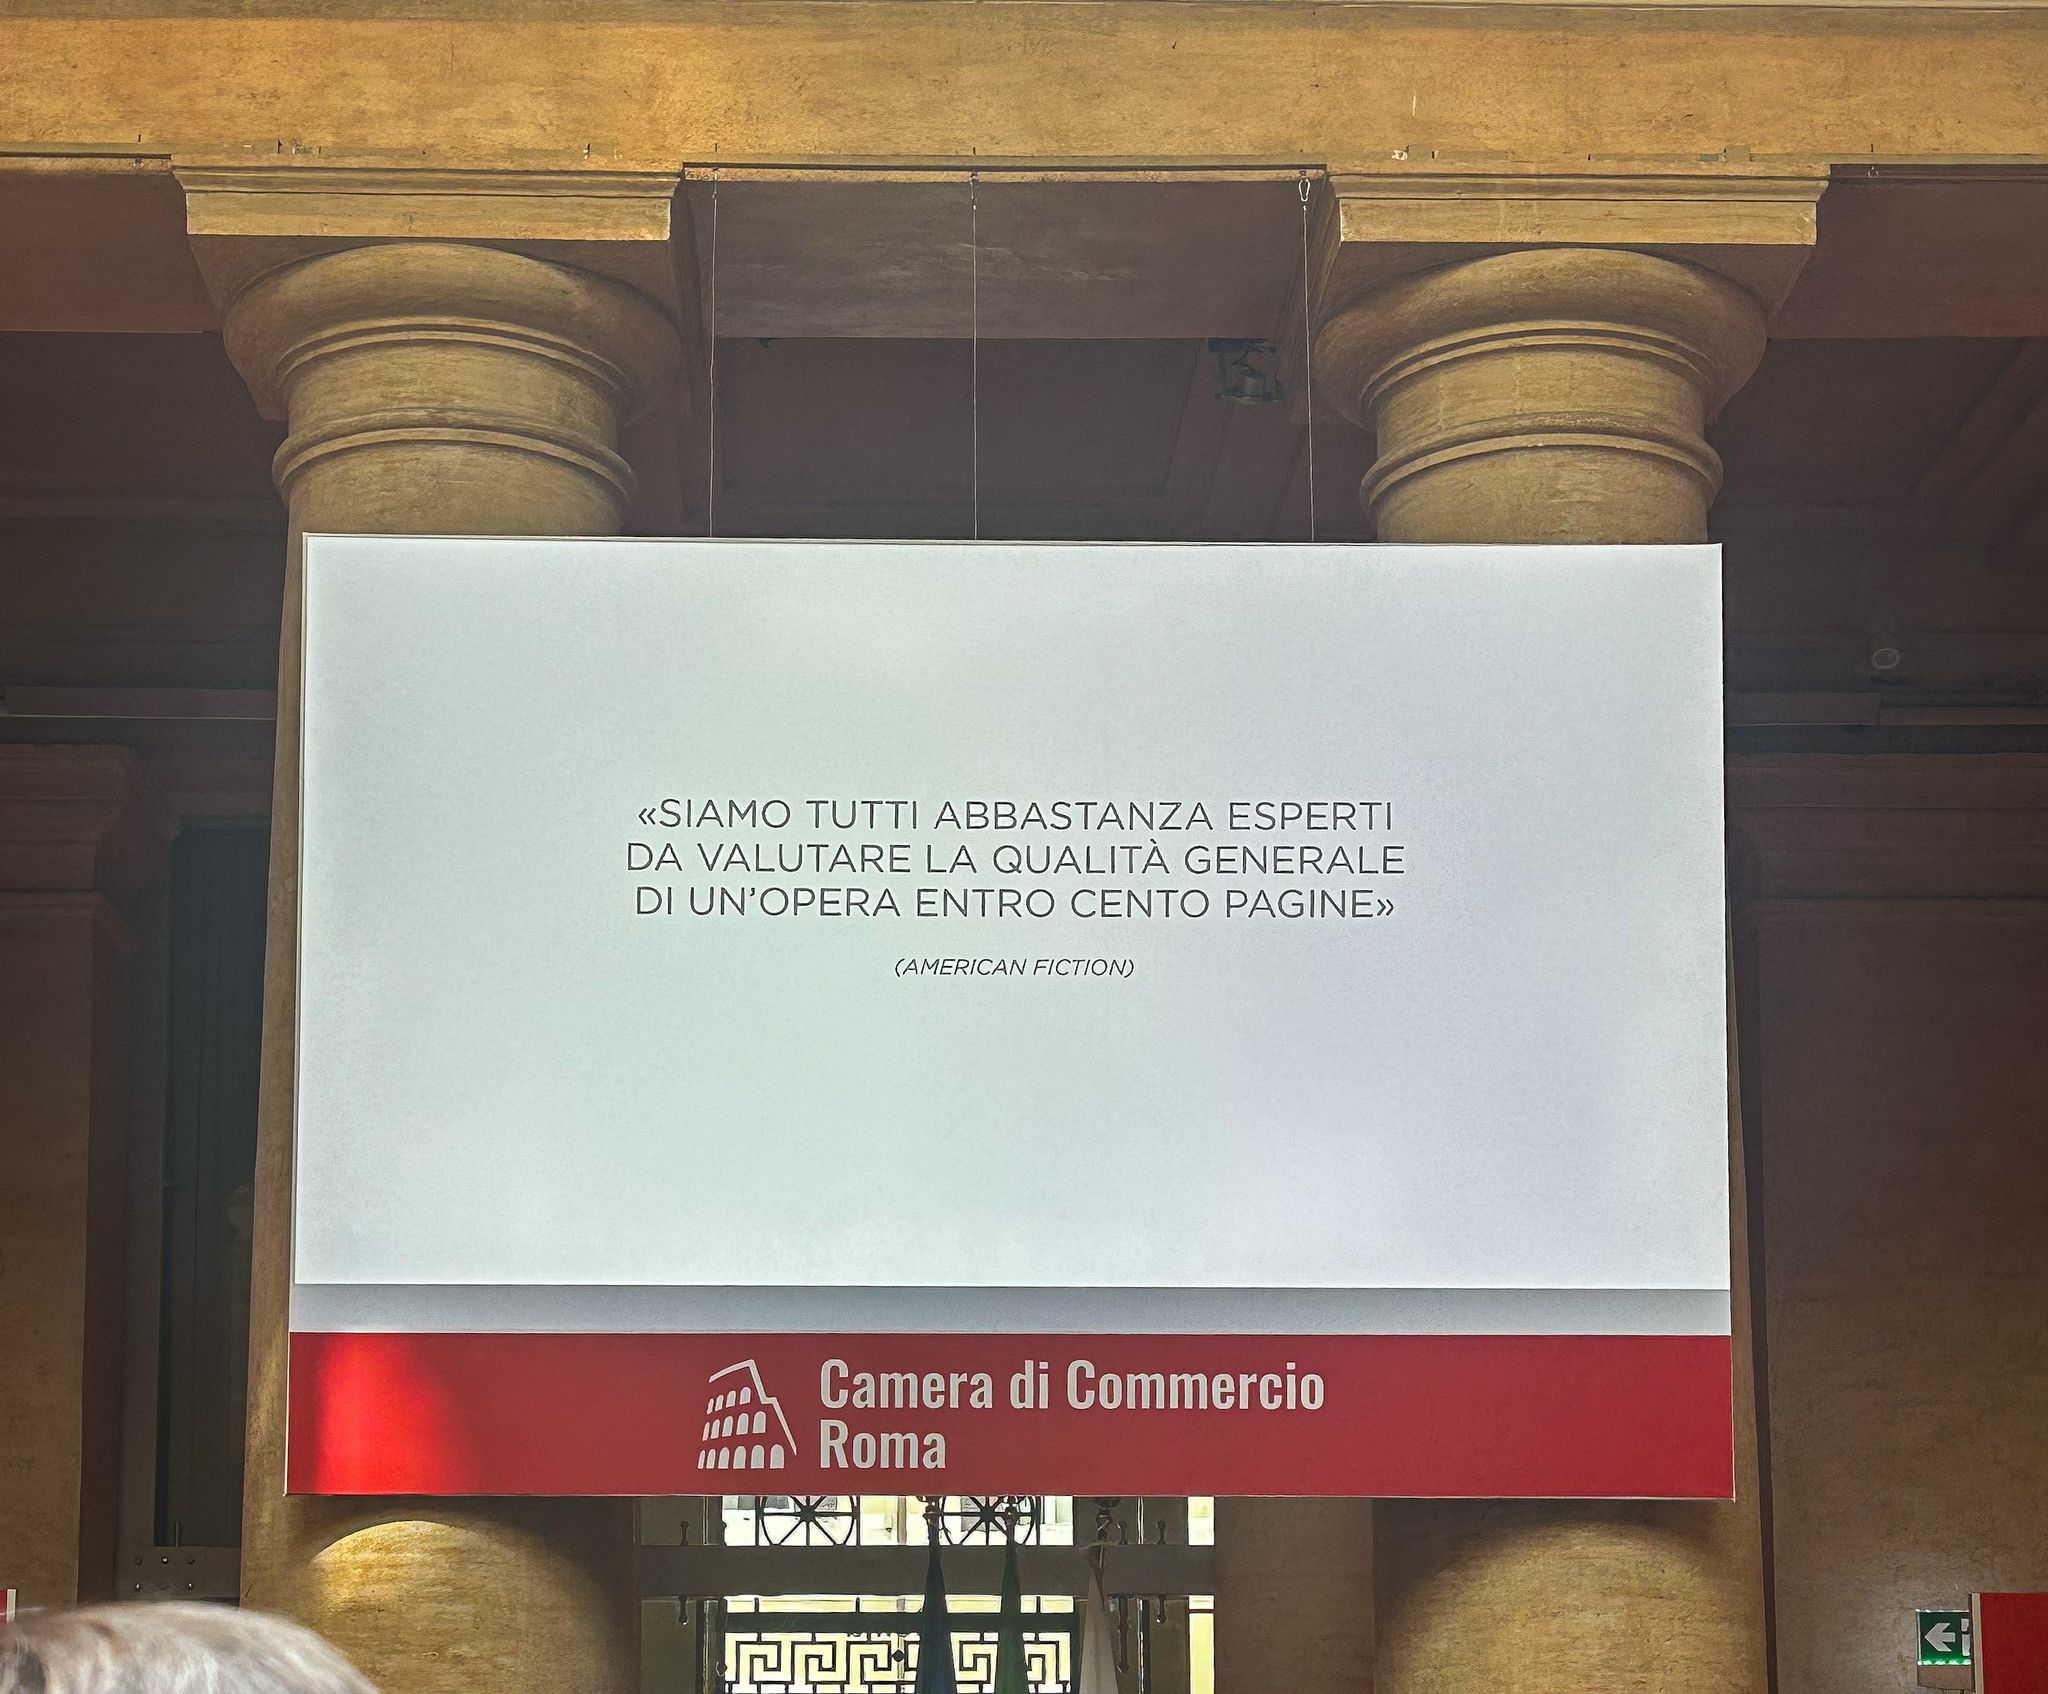 «SIAMO TUTTI ABBASTANZA ESPERTI
DA VALUTARE LA QUALITÀ GENERALE
DI UN'OPERA ENTRO CENTO PAGINE»
(AMERICAN FICTION)
Camera di Commercio
Roma